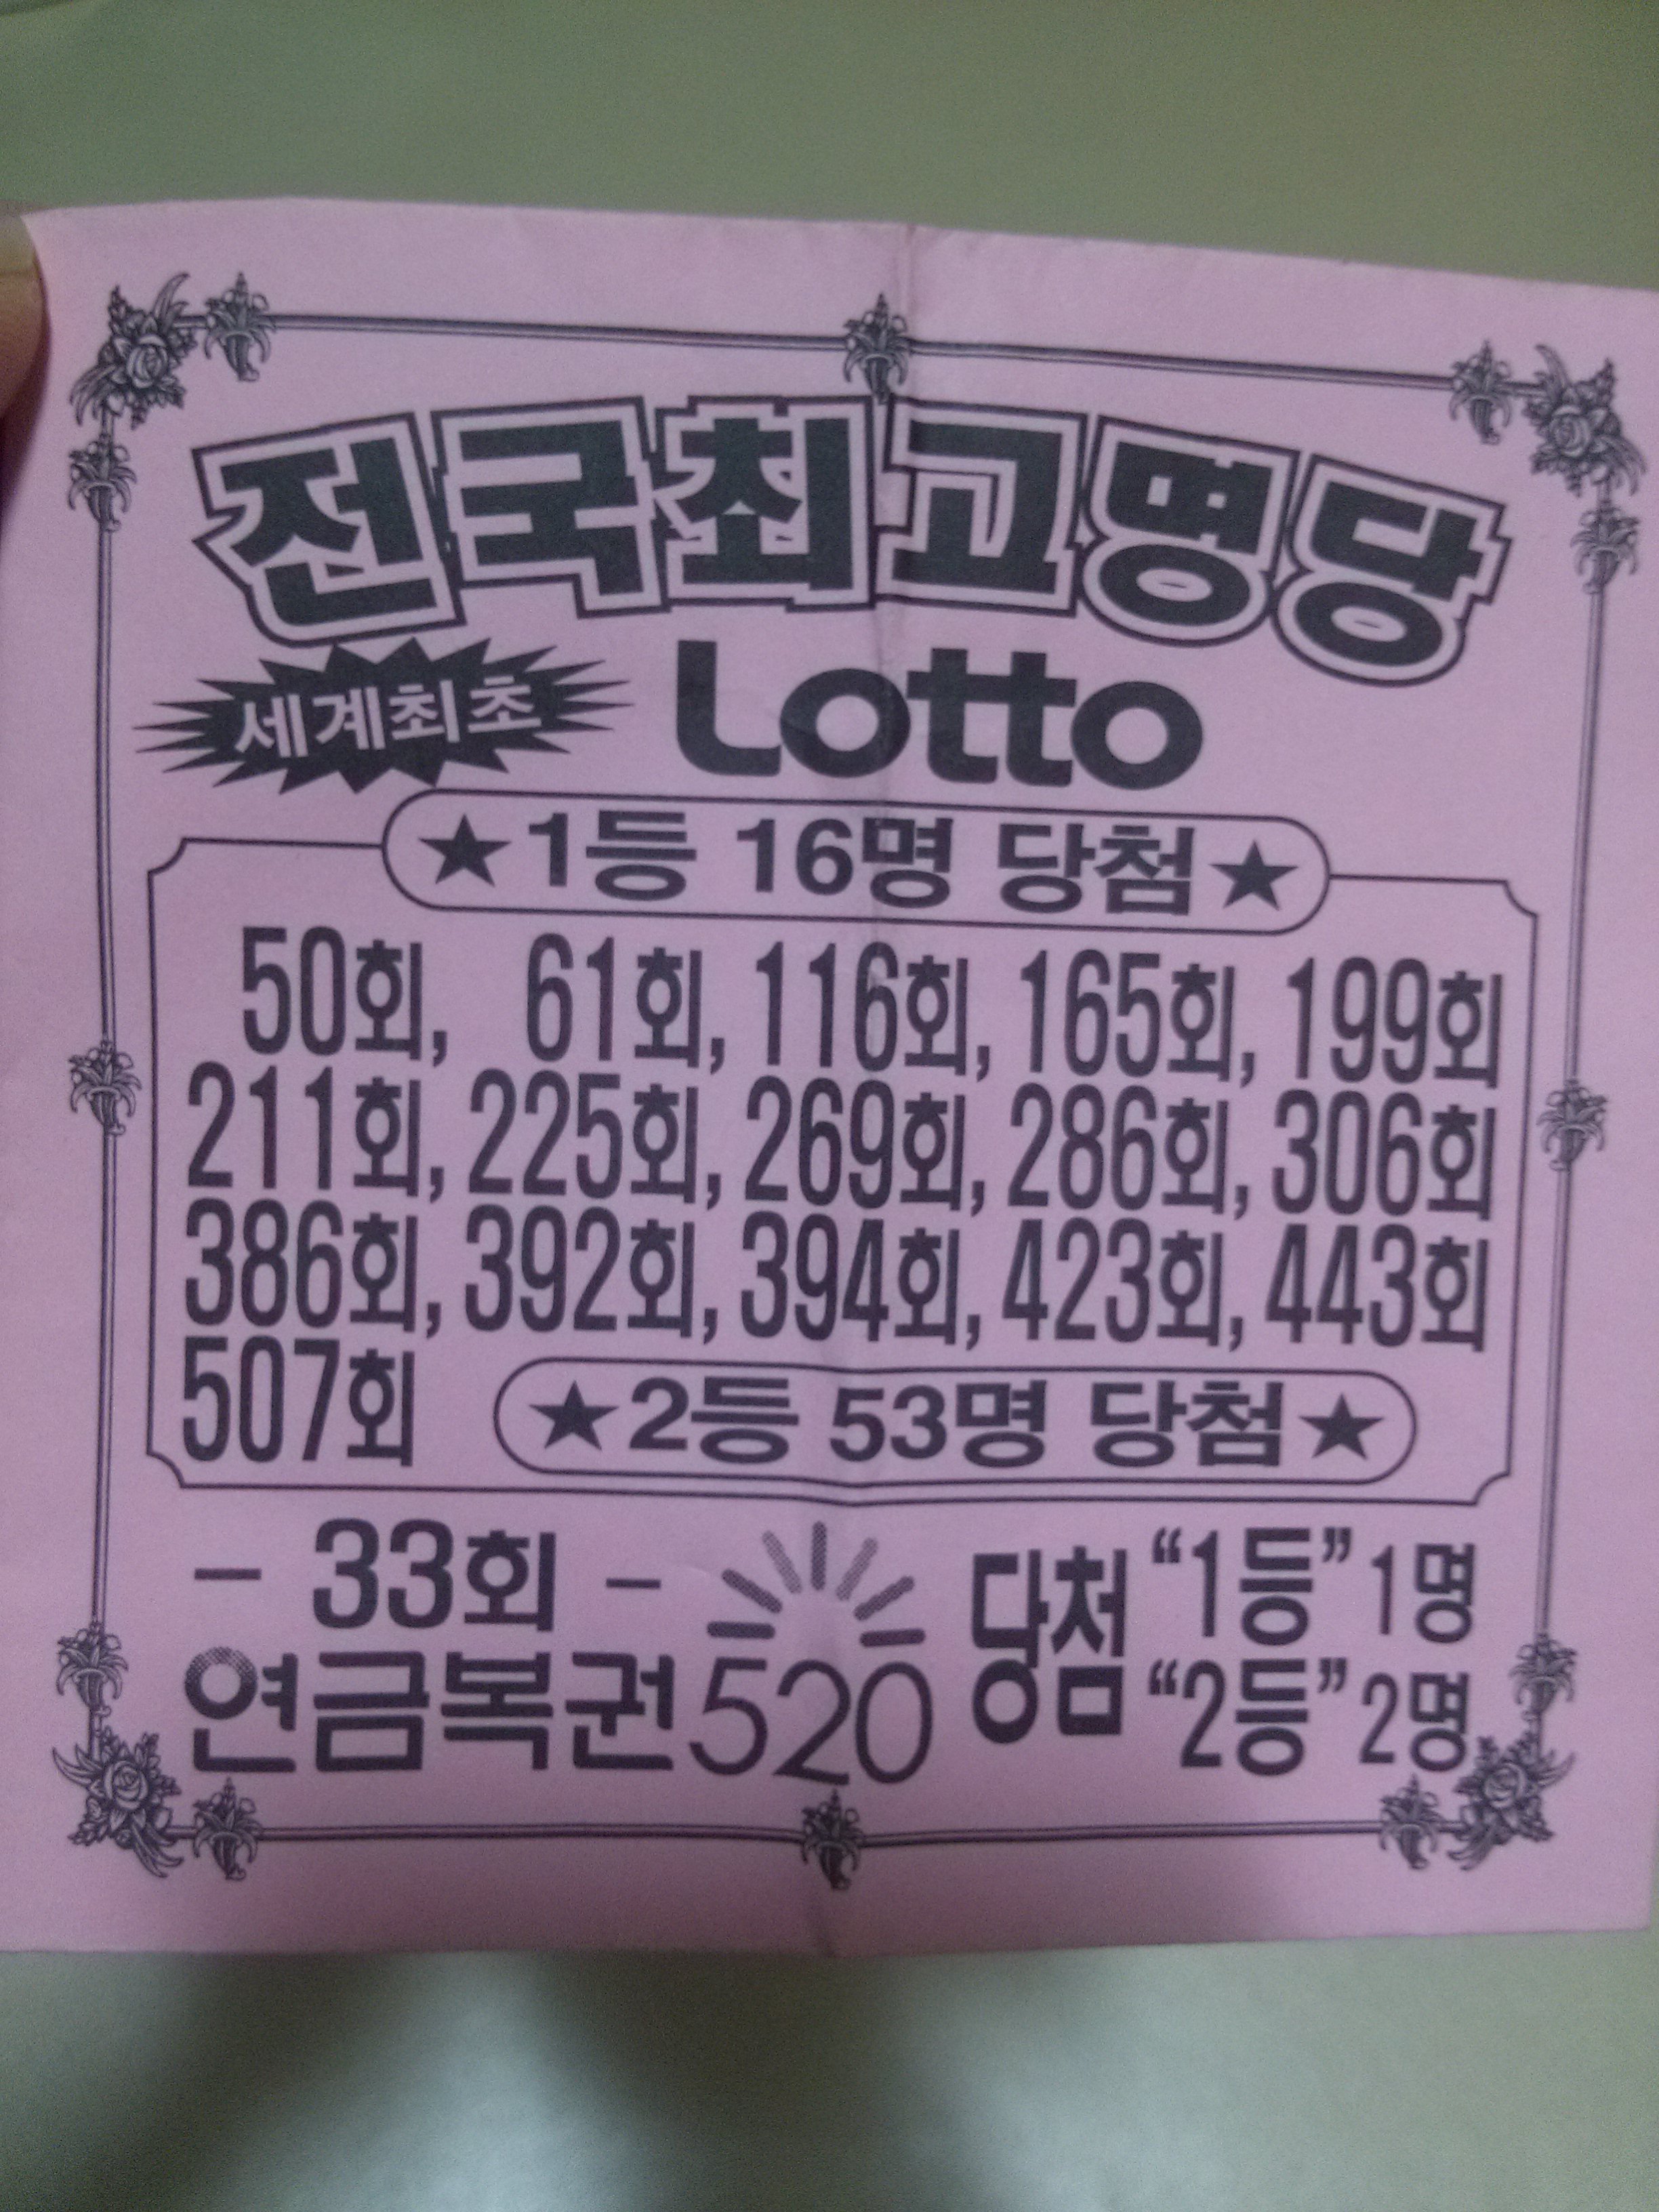 전국최고명당
세계최초 Lotto
★1등 16명 당첨★
50회, 61회, 116회, 165회, 199회
211회, 225회, 269회, 286회, 306회
386회, 392회, 394회, 423회, 443회
507회 ★2등 53명 당첨★
- 33회 -
연금복권520 당첨 “1등” 1명
“2등” 2명